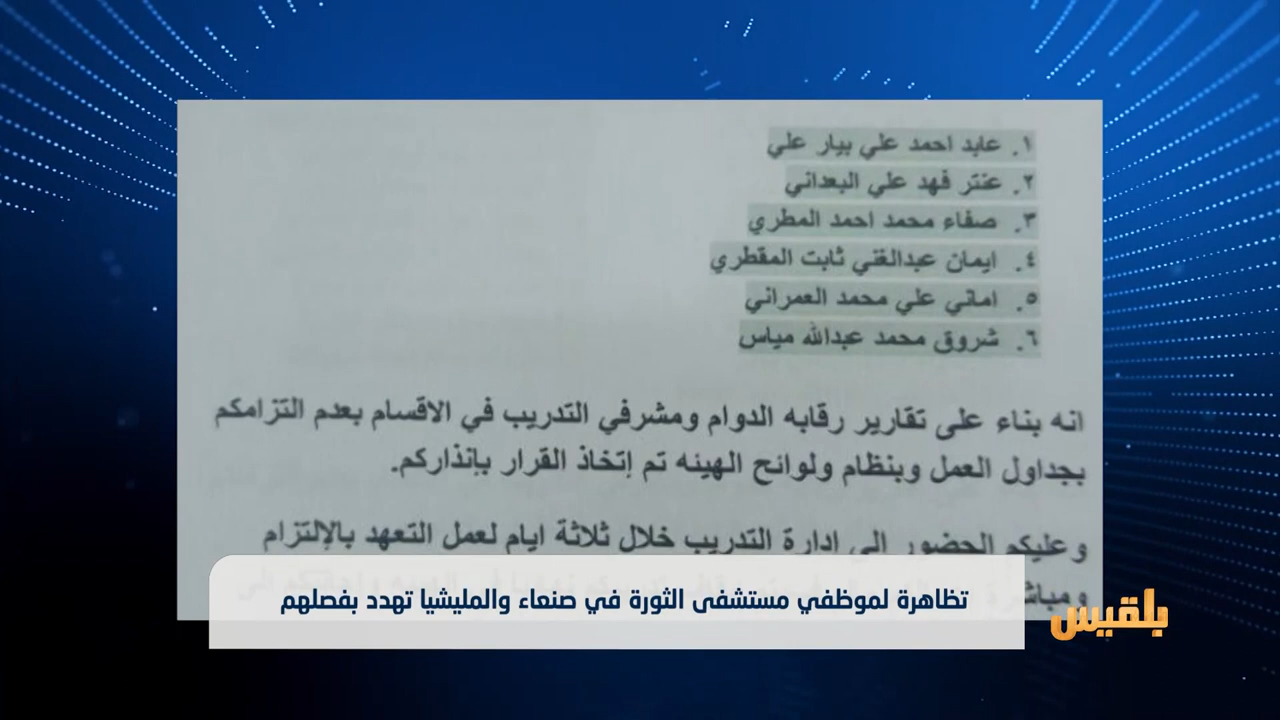 ١. عابد احمد علي بيار علي
٢. عنتر فهد علي البعداني
٣. صفاء محمد احمد المطري
٤. ايمان عبدالغني ثابت المقطري
٥. اماني علي محمد العمراني
٦. شروق محمد عبدالله مياس
انه بناء على تقارير رقابه الدوام ومشرفي التدريب في الاقسام بعدم التزامكم
بجداول العمل وبنظام ولوائح الهيئه تم إتخاذ القرار بإنذاركم.
وعليكم الحضور الى ادارة التدريب خلال ثلاثة ايام لعمل التعهد بالإلتزام
تظاهرة لموظفي مستشفى الثورة في صنعاء والمليشيا تهدد بفصلهم
بلقيس